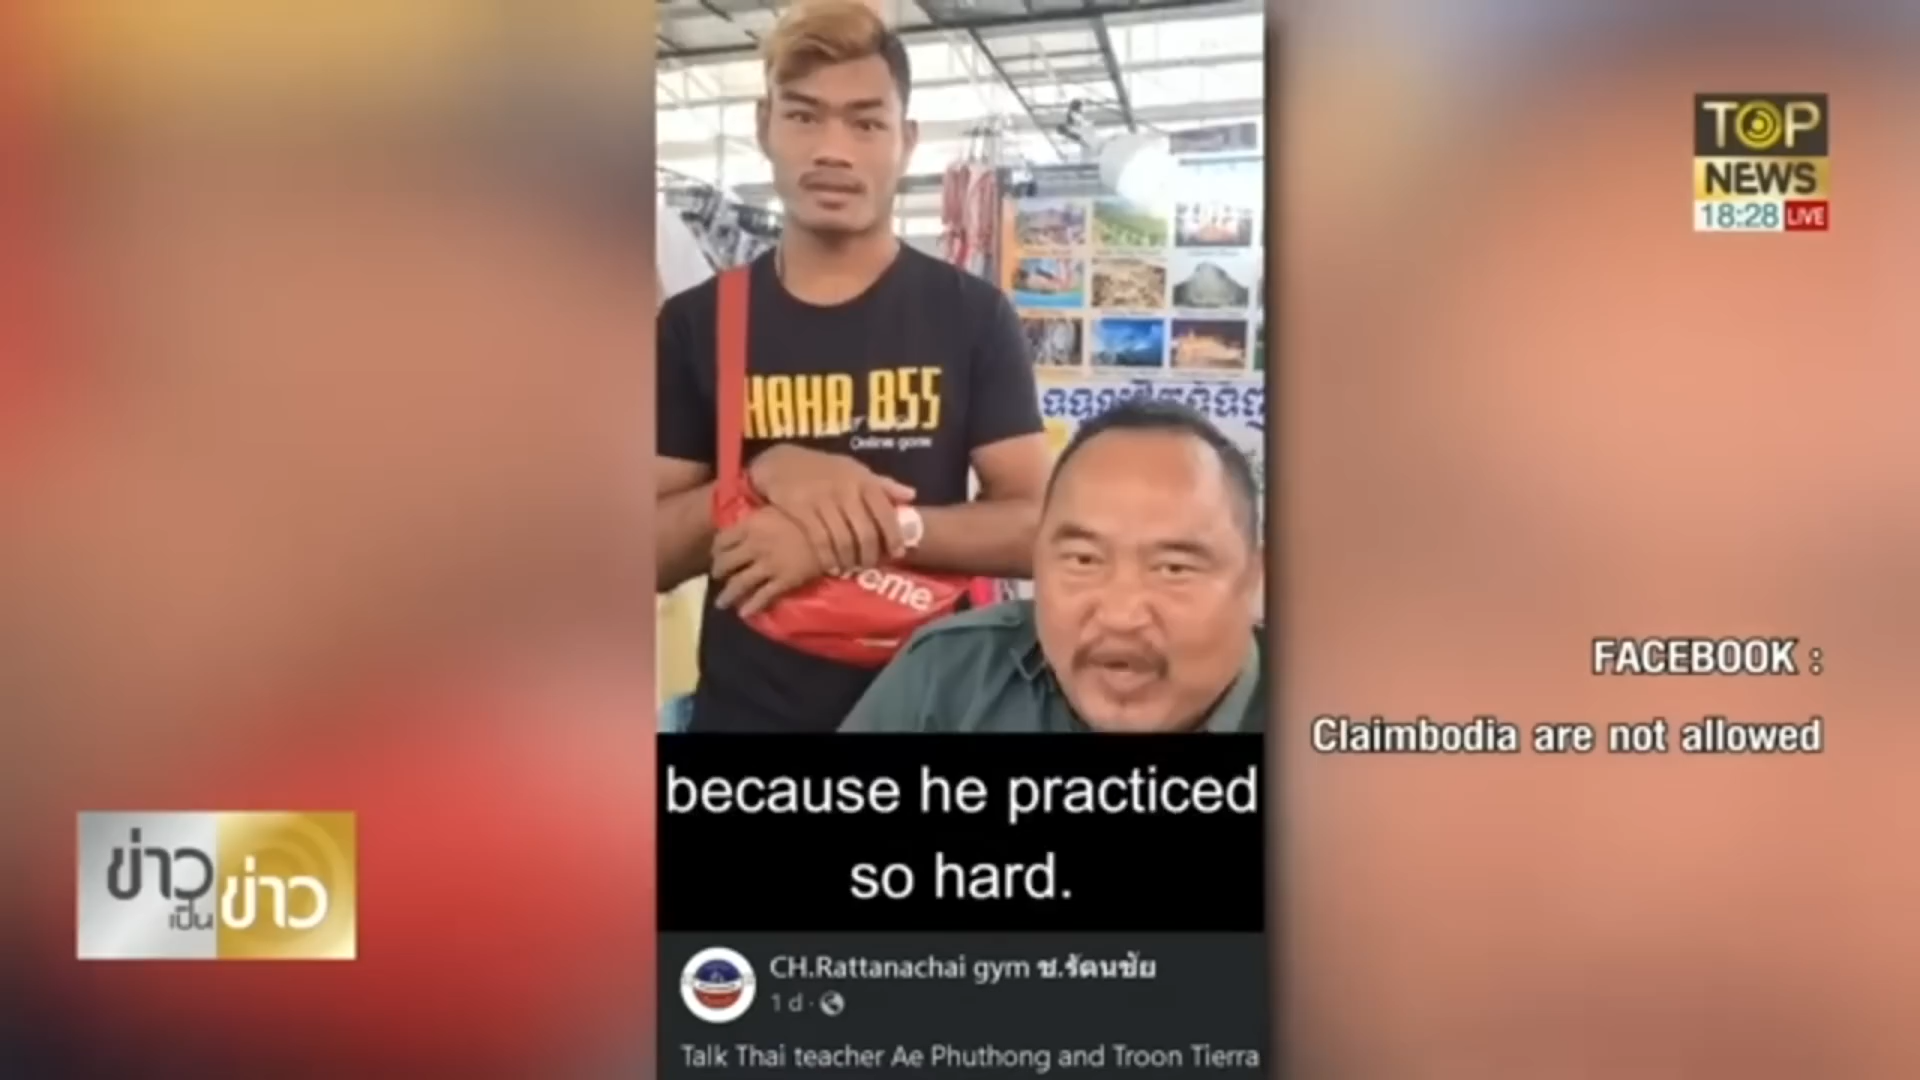 TOP
NEWS
18:28 LIVE
HAHA 855
Online game
reme
FACEBOOK :
Claimbodia are not allowed
because he practiced
so hard.
ข่าว
เป็น
ข่าว
CH.Rattanachai gym ช.รัตนชัย
1 d ·
Talk Thai teacher Ae Phuthong and Troon Tierra